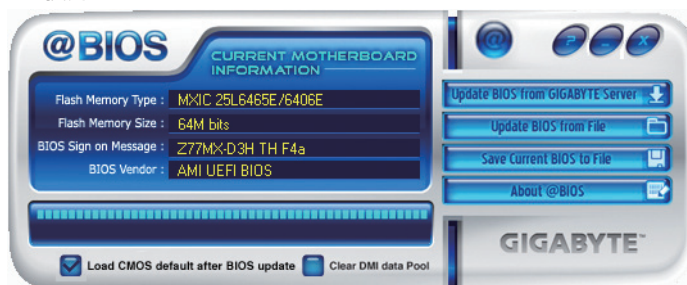 @BIOS
CURRENT MOTHERBOARD
INFORMATION
Flash Memory Type : MXIC 25L6465E/6406E
Flash Memory Size : 64M bits
BIOS Sign on Message : Z77MX-D3H TH F4a
BIOS Vendor : AMI UEFI BIOS
Load CMOS default after BIOS update
Clear DMI data Pool
@
? – x
Update BIOS from GIGABYTE Server
Update BIOS from File
Save Current BIOS to File
About @BIOS
GIGABYTE™